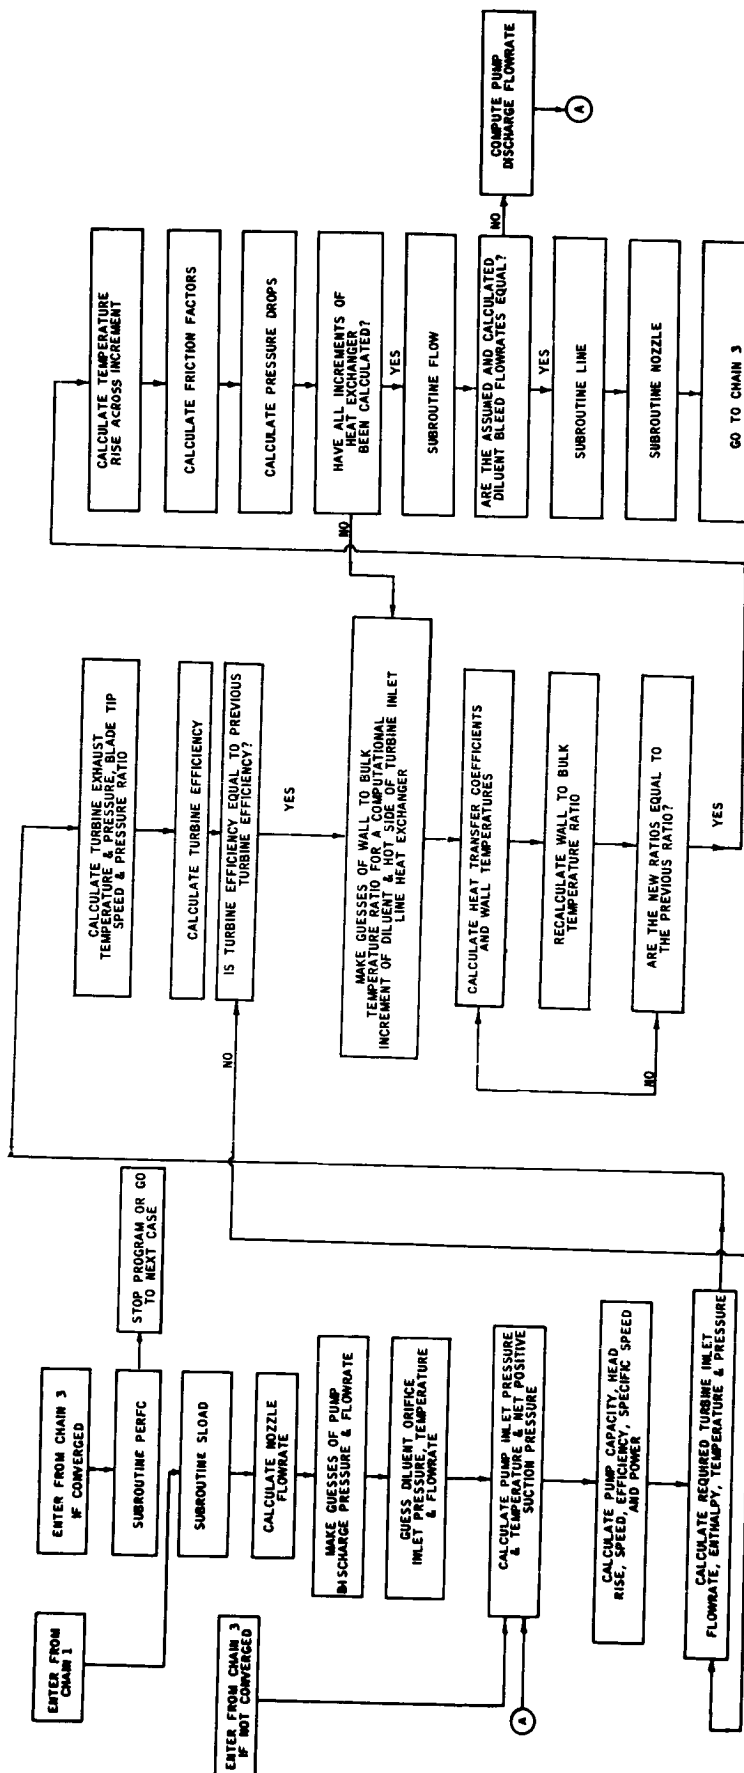 ENTER FROM
CHAIN 1
ENTER FROM CHAIN 3
IF CONVERGED
SUBROUTINE PERFC
STOP PROGRAM OR GO
TO NEXT CASE
SUBROUTINE SLOAD
CALCULATE NOZZLE
FLOWRATE
MAKE GUESSES OF PUMP
DISCHARGE PRESSURE & FLOWRATE
GUESS DILUENT ORIFICE
INLET PRESSURE, TEMPERATURE
& FLOWRATE
ENTER FROM CHAIN 3
IF NOT CONVERGED
A
CALCULATE PUMP INLET PRESSURE
& TEMPERATURE & NET POSITIVE
SUCTION PRESSURE
CALCULATE PUMP CAPACITY, HEAD
RISE, SPEED, EFFICIENCY, SPECIFIC SPEED
AND POWER
CALCULATE REQUIRED TURBINE INLET
FLOWRATE, ENTHALPY, TEMPERATURE & PRESSURE
CALCULATE TURBINE EXHAUST
TEMPERATURE & PRESSURE, BLADE TIP
SPEED & PRESSURE RATIO
CALCULATE TURBINE EFFICIENCY
IS TURBINE EFFICIENCY EQUAL TO PREVIOUS
TURBINE EFFICIENCY?
NO
YES
MAKE GUESSES OF WALL TO BULK
TEMPERATURE RATIO FOR A COMPUTATIONAL
INCREMENT OF DILUENT & HOT SIDE OF TURBINE INLET
LINE HEAT EXCHANGER
CALCULATE HEAT TRANSFER COEFFICIENTS
AND WALL TEMPERATURES
RECALCULATE WALL TO BULK
TEMPERATURE RATIO
ARE THE NEW RATIOS EQUAL TO
THE PREVIOUS RATIO?
NO
YES
CALCULATE TEMPERATURE
RISE ACROSS INCREMENT
CALCULATE FRICTION FACTORS
CALCULATE PRESSURE DROPS
HAVE ALL INCREMENTS OF
HEAT EXCHANGER
BEEN CALCULATED?
NO
YES
SUBROUTINE FLOW
ARE THE ASSUMED AND CALCULATED
DILUENT BLEED FLOWRATES EQUAL?
NO
YES
COMPUTE PUMP
DISCHARGE FLOWRATE
A
SUBROUTINE LINE
SUBROUTINE NOZZLE
GO TO CHAIN 3